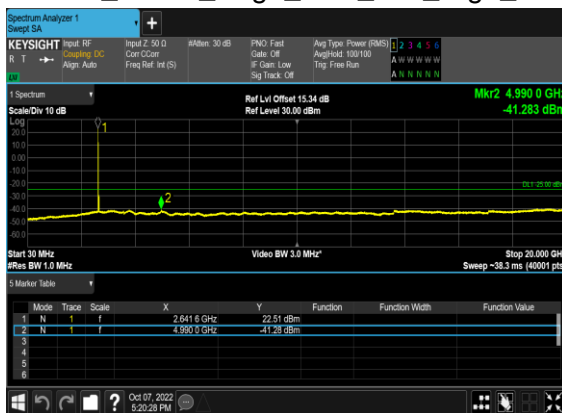 Spectrum Analyzer 1
Swept SA
+
KEYSIGHT
R T
LU
Input: RF
Coupling: DC
Align: Auto
Input Z: 50 Ω
Corr CCorr
Freq Ref: Int (S)
#Atten: 30 dB
PNO: Fast
Gate: Off
IF Gain: Low
Sig Track: Off
Avg Type: Power (RMS)
Avg|Hold: 100/100
Trig: Free Run
1 2 3 4 5 6
A W W W W W
A N N N N N
1 Spectrum
Scale/Div 10 dB
Ref Lvl Offset 15.34 dB
Ref Level 30.00 dBm
Mkr2 4.990 0 GH
-41.283 dB
Log
20.0
10.0
0.00
-10.0
-20.0
-30.0
-40.0
-50.0
-60.0
1
2
DL1 -25.00 dB
Start 30 MHz
#Res BW 1.0 MHz
Video BW 3.0 MHz*
Stop 20.000 GH
Sweep ~38.3 ms (40001 pts
5 Marker Table
Mode Trace Scale X Y Function Function Width Function Value
1 N 1 f 2.641 6 GHz 22.51 dBm
2 N 1 f 4.990 0 GHz -41.28 dBm
3
4
5
6
?
Oct 07, 2022
5:20:28 PM